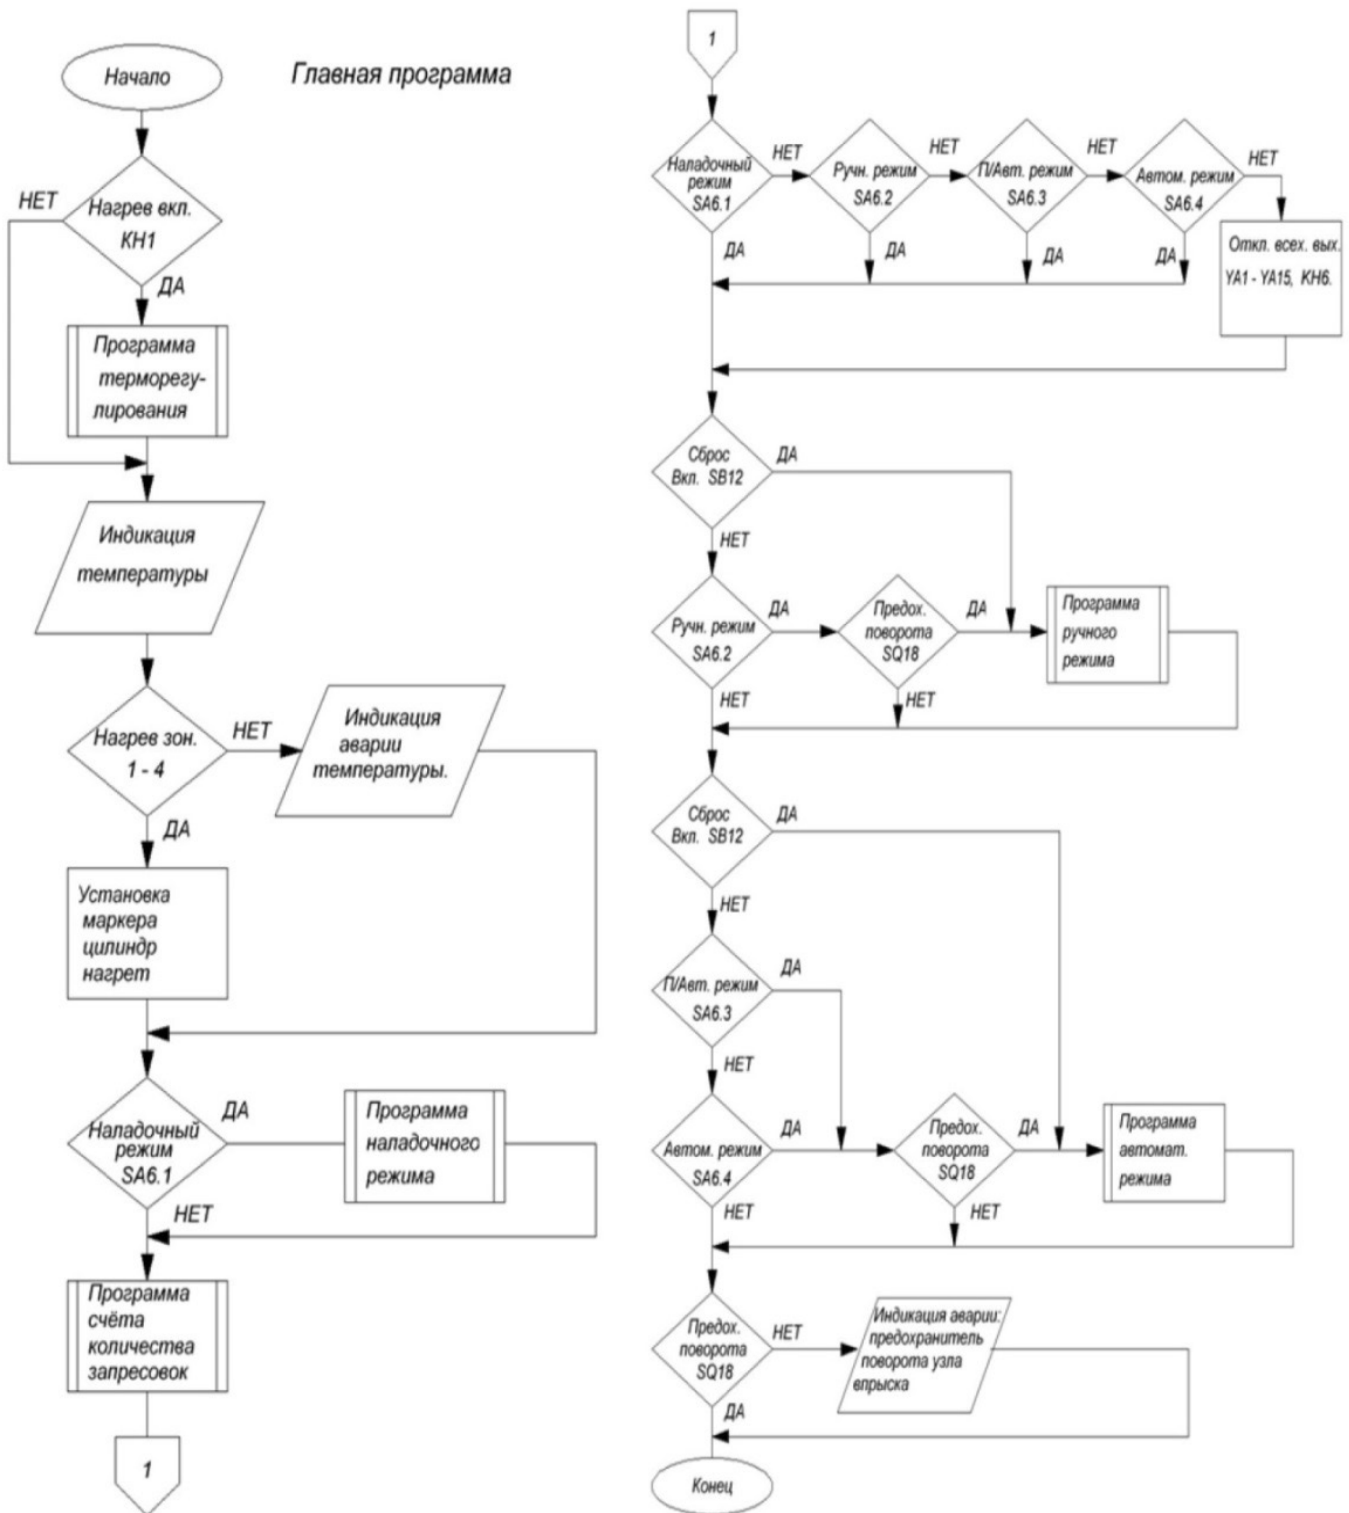 Главная программа
Начало
НЕТ
Нагрев вкл.
КН1
ДА
Программа
терморегу-
лирования
Индикация
температуры
Нагрев зон.
1 - 4
НЕТ
Индикация
аварии
температуры.
ДА
Установка
маркера
цилиндр
нагрет
Наладочный
режим
SA6.1
ДА
Программа
наладочного
режима
НЕТ
Программа
счёта
количества
запресовок
1
1
Наладочный
режим
SA6.1
НЕТ
Ручн. режим
SA6.2
НЕТ
П/Авт. режим
SA6.3
НЕТ
Автом. режим
SA6.4
НЕТ
ДА
ДА
ДА
ДА
Откл. всех. вых.
YA1 - YA15, КН6.
Сброс
Вкл. SB12
ДА
НЕТ
Ручн. режим
SA6.2
ДА
Предох.
поворота
SQ18
ДА
Программа
ручного
режима
НЕТ
НЕТ
Сброс
Вкл. SB12
ДА
НЕТ
П/Авт. режим
SA6.3
ДА
НЕТ
Автом. режим
SA6.4
ДА
Предох.
поворота
SQ18
ДА
Программа
автомат.
режима
НЕТ
НЕТ
Предох.
поворота
SQ18
НЕТ
Индикация аварии:
предохранитель
поворота узла
впрыска
ДА
Конец